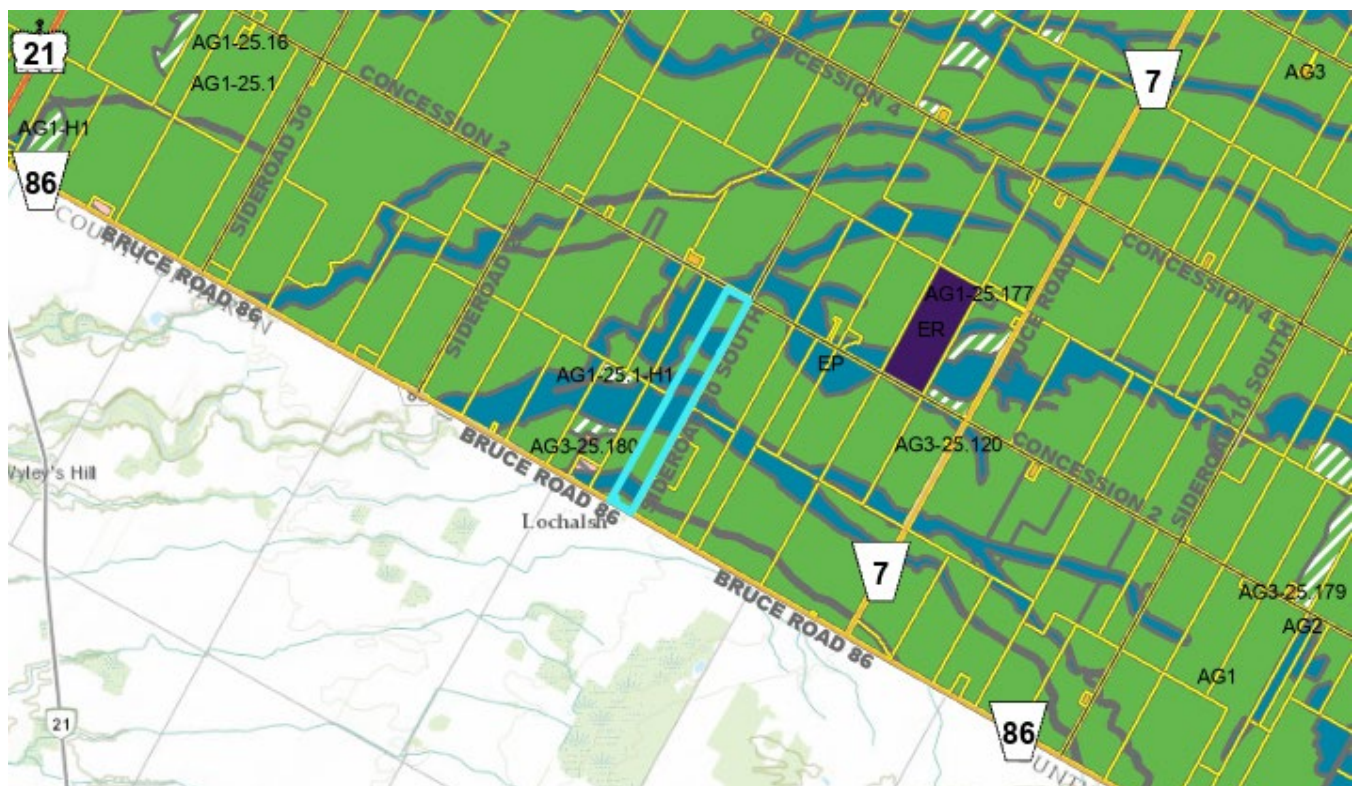 21
AG1-25.16
AG1-25.1
CONCESSION 4
7
AG3
AG1-H1
86
SIDEROAD 30
CONCESSION 2
COUNTY
BRUCE ROAD 86
SIDEROAD
CONCESSION 4
AG1-25.177
ER
ROAD
SOUTH
EP
AG1-25.1-H1
AG3-25.180
BRUCE ROAD 86
SIDEROAD
AG3-25.120
CONCESSION 2
SIDEROAD 10 SOUTH
Wyley's Hill
Lochalsh
7
BRUCE ROAD 86
AG3-25.179
AG2
AG1
21
86